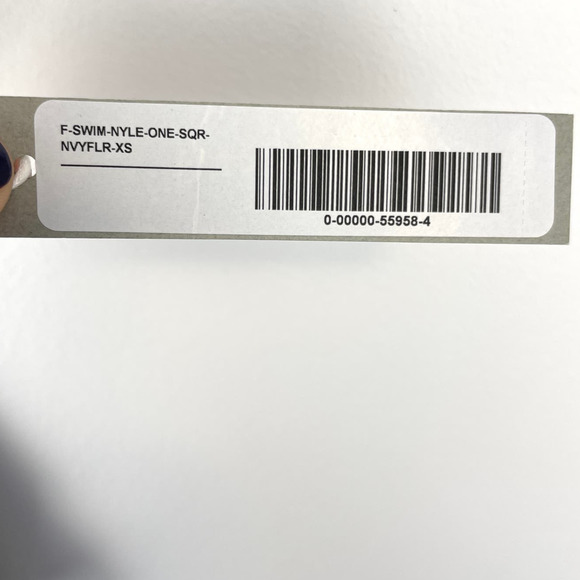 F-SWIM-NYLE-ONE-SQR-
NVYFLR-XS
0-00000-55958-4